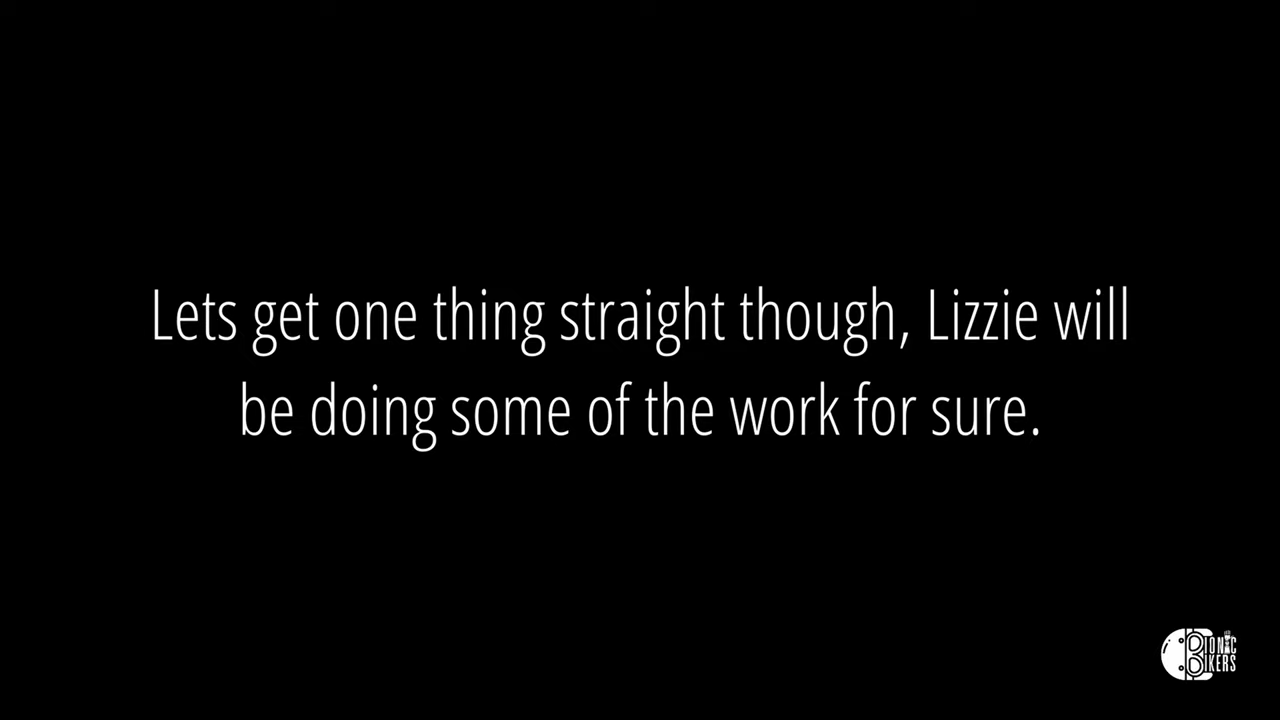 Lets get one thing straight though, Lizzie will
be doing some of the work for sure.
BIONIC
BIKERS